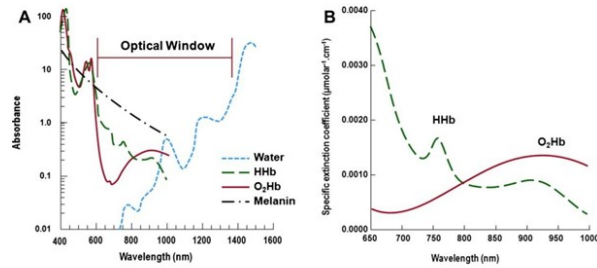 A
Optical Window
Absorbance
100
10
1.0
0.1
0.01
400 600 800 1000 1200 1400 1600
Wavelength (nm)
Water
HHb
O₂Hb
Melanin
B
Specific extinction coefficient (µmolar⁻¹.cm⁻¹)
0.0040
0.0030
0.0020
0.0010
0.0000
HHb
O₂Hb
650 700 750 800 850 900 950 1000
Wavelength (nm)